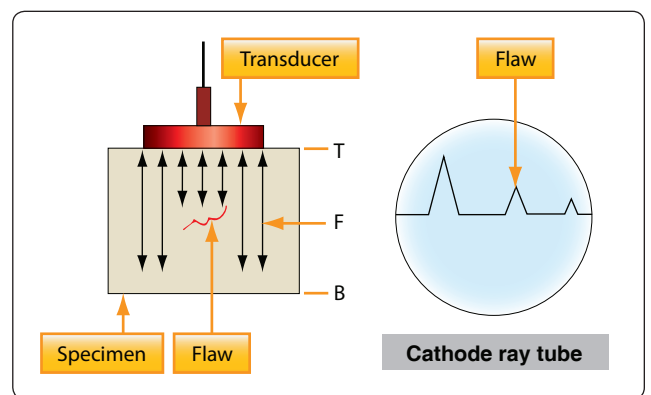 Transducer
Flaw
T
F
B
Specimen
Flaw
Cathode ray tube